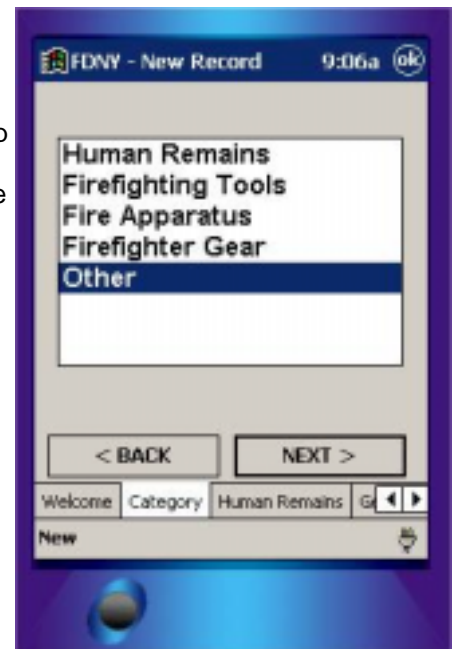 FDNY - New Record 9:06a ok
o
Human Remains
e
Firefighting Tools
Fire Apparatus
Firefighter Gear
Other
< BACK NEXT >
Welcome Category Human Remains
New